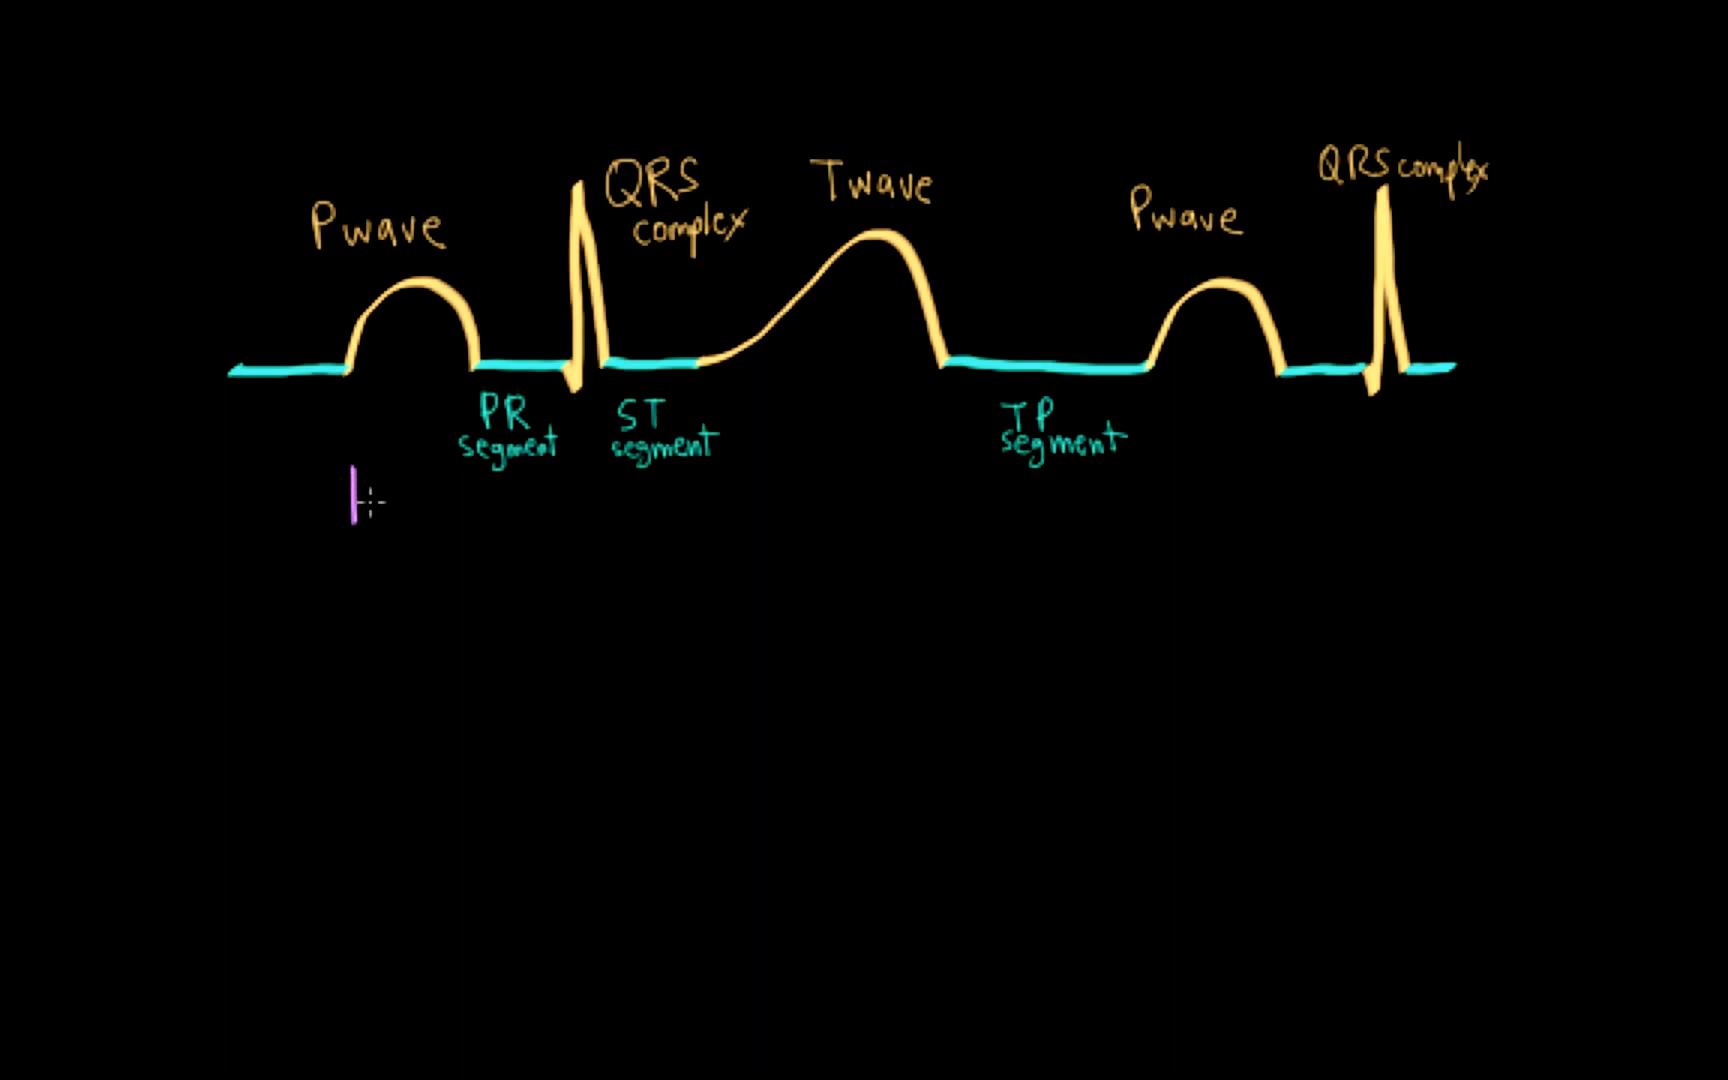 P wave
QRS
complex
T wave
P wave
QRS complex
PR
segment
ST
segment
TP
segment